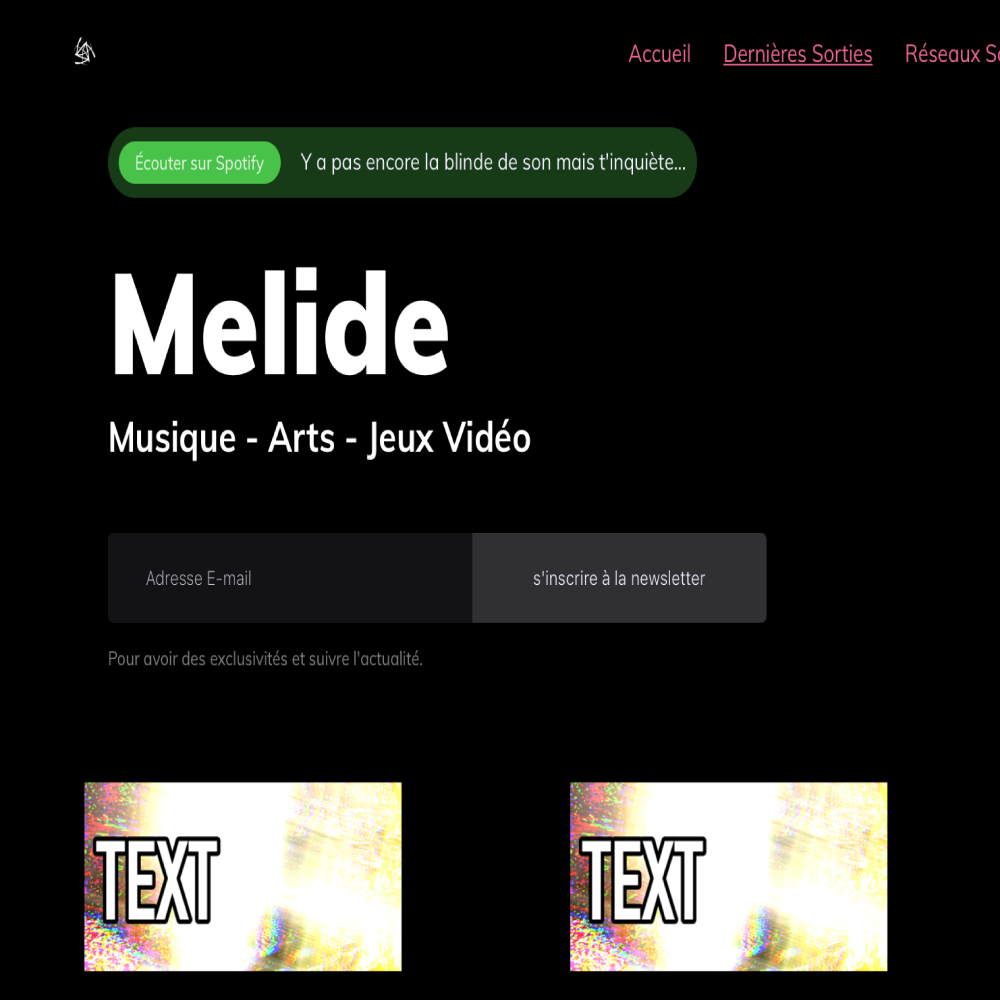 Accueil Dernières Sorties Réseaux
Écouter sur Spotify Y a pas encore la blinde de son mais t'inquiète...
Melide
Musique - Arts - Jeux Vidéo
Adresse E-mail s'inscrire à la newsletter
Pour avoir des exclusivités et suivre l'actualité.
TEXT TEXT